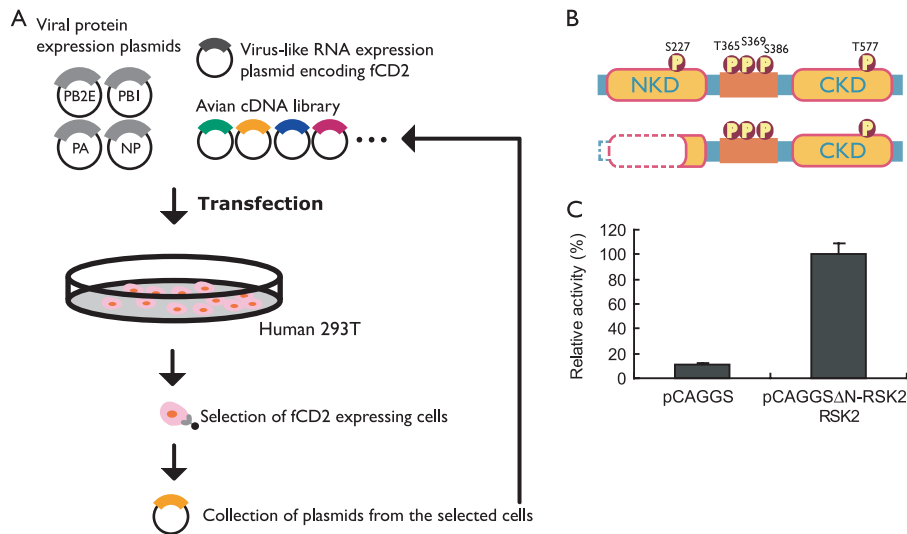 A
Viral protein
expression plasmids
PB2E
PB1
PA
NP
Virus-like RNA expression
plasmid encoding fCD2
Avian cDNA library
Transfection
Human 293T
Selection of fCD2 expressing cells
Collection of plasmids from the selected cells
B
S227
T365
S369
S386
T577
P
P
P
P
P
NKD
CKD
P
P
P
P
CKD
C
Relative activity (%)
120
100
80
60
40
20
0
pCAGGS
pCAGGSΔN-RSK2
RSK2